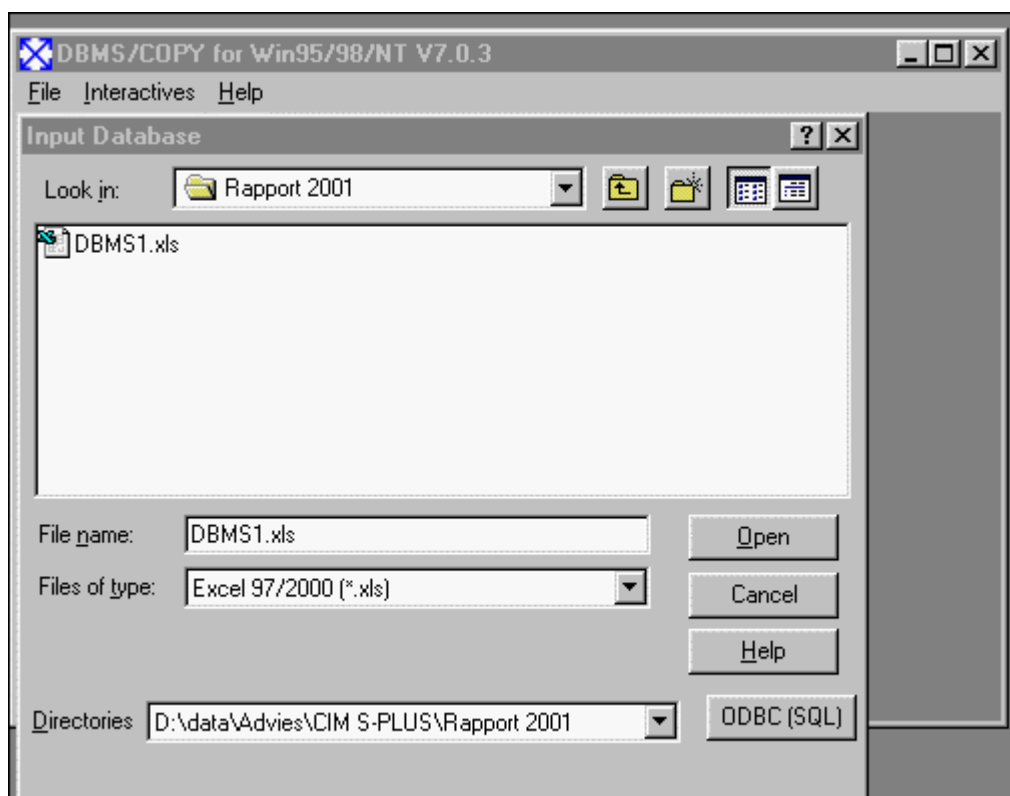 DBMS/COPY for Win95/98/NT V7.0.3
File Interactives Help
Input Database
Look in: Rapport 2001
DBMS1.xls
File name: DBMS1.xls Open
Files of type: Excel 97/2000 (*.xls) Cancel
Help
Directories D:\data\Advies\CIM S-PLUS\Rapport 2001 ODBC (SQL)